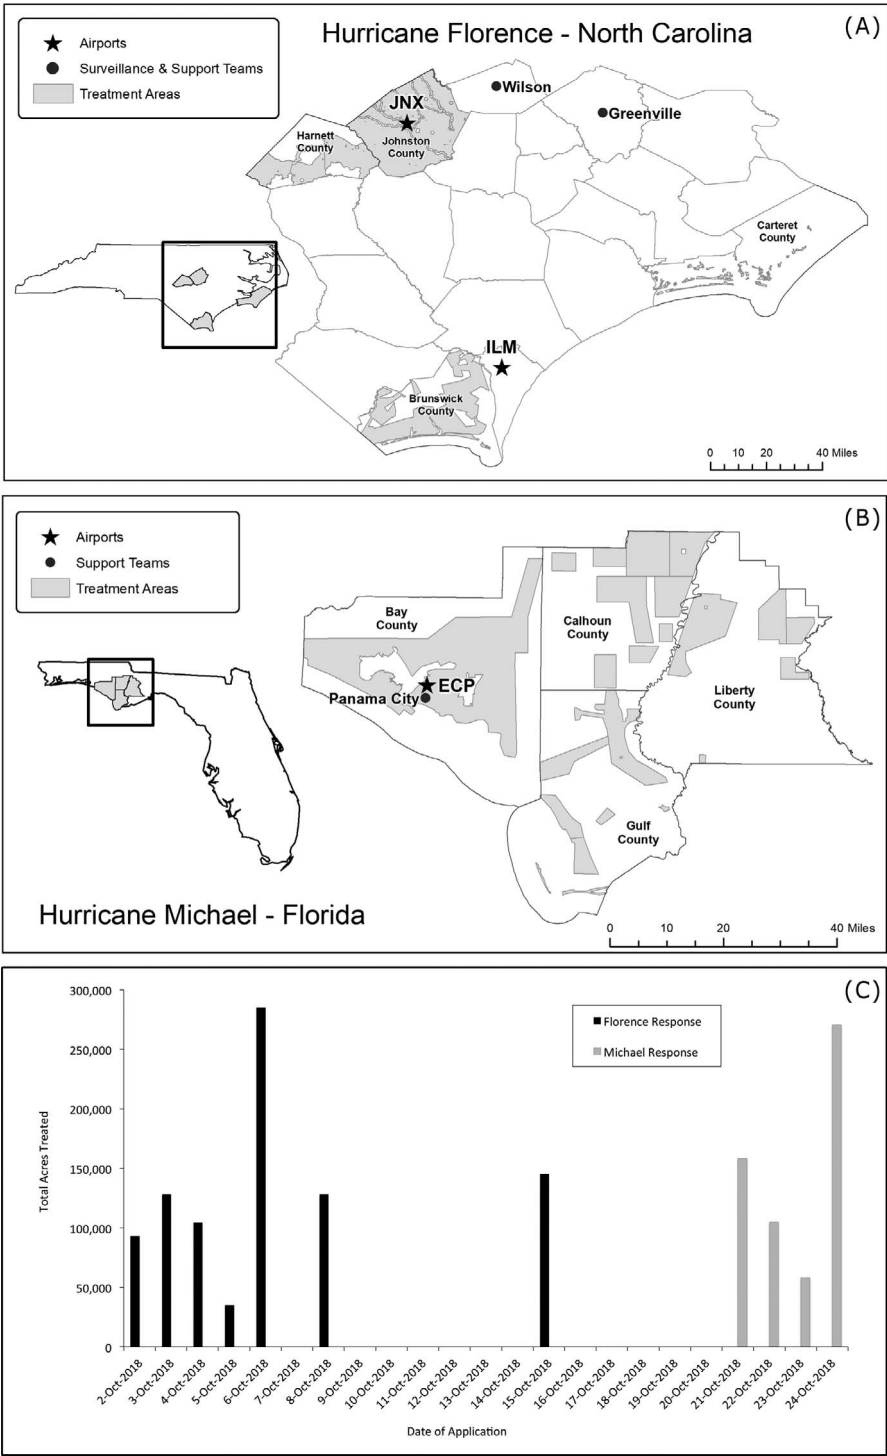 Hurricane Florence - North Carolina
(A)
Airports
Surveillance & Support Teams
Treatment Areas
Wilson
JNX
Greenville
Harnett
County
Johnston
County
Carteret
County
ILM
Brunswick
County
0 10 20 40 Miles
(B)
Airports
Support Teams
Treatment Areas
Bay
County
Calhoun
County
ECP
Panama City
Liberty
County
Gulf
County
Hurricane Michael - Florida
0 10 20 40 Miles
(C)
300,000
250,000
200,000
150,000
100,000
50,000
0
Total Acres Treated
Florence Response
Michael Response
2-Oct-2018
3-Oct-2018
4-Oct-2018
5-Oct-2018
6-Oct-2018
7-Oct-2018
8-Oct-2018
9-Oct-2018
10-Oct-2018
11-Oct-2018
12-Oct-2018
13-Oct-2018
14-Oct-2018
15-Oct-2018
16-Oct-2018
17-Oct-2018
18-Oct-2018
19-Oct-2018
20-Oct-2018
21-Oct-2018
22-Oct-2018
23-Oct-2018
24-Oct-2018
Date of Application